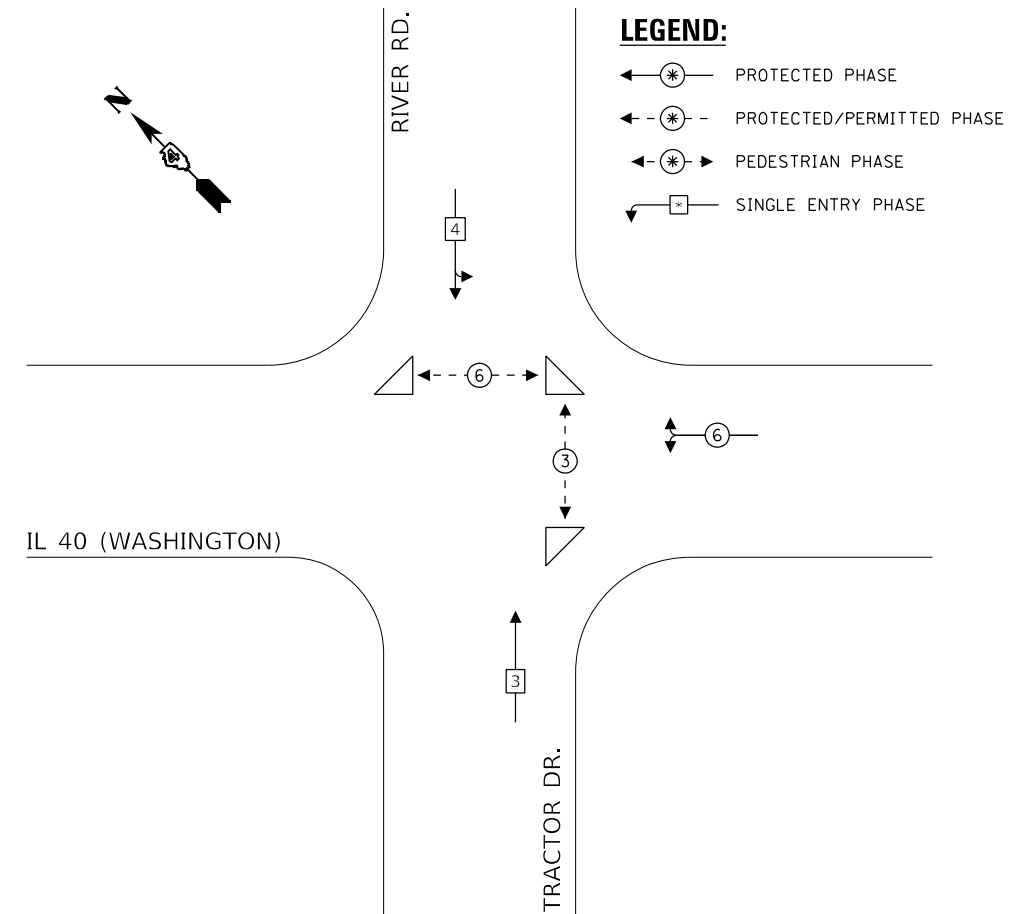 RIVER RD.
LEGEND:
* PROTECTED PHASE
* PROTECTED/PERMITTED PHASE
* PEDESTRIAN PHASE
* SINGLE ENTRY PHASE
N
4
4
6
6
3
IL 40 (WASHINGTON)
3
TRACTOR DR.